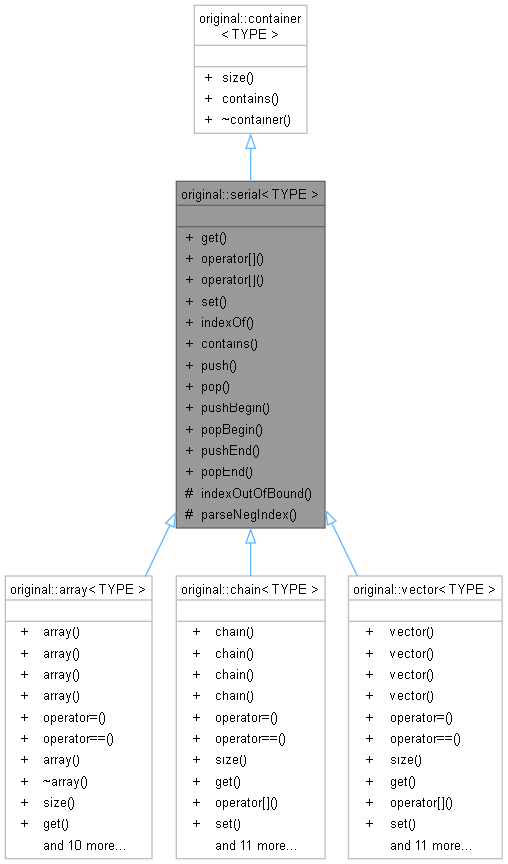 original::container
< TYPE >
+ size()
+ contains()
+ ~container()
original::serial< TYPE >
+ get()
+ operator[]()
+ operator[]()
+ set()
+ indexOf()
+ contains()
+ push()
+ pop()
+ pushBegin()
+ popBegin()
+ pushEnd()
+ popEnd()
# indexOutOfBound()
# parseNegIndex()
original::array< TYPE >
+ array()
+ array()
+ array()
+ array()
+ operator=()
+ operator==()
+ array()
+ ~array()
+ size()
+ get()
and 10 more...
original::chain< TYPE >
+ chain()
+ chain()
+ chain()
+ chain()
+ operator=()
+ operator==()
+ size()
+ get()
+ operator[]()
+ set()
and 11 more...
original::vector< TYPE >
+ vector()
+ vector()
+ vector()
+ vector()
+ operator=()
+ operator==()
+ size()
+ get()
+ operator[]()
+ set()
and 11 more...